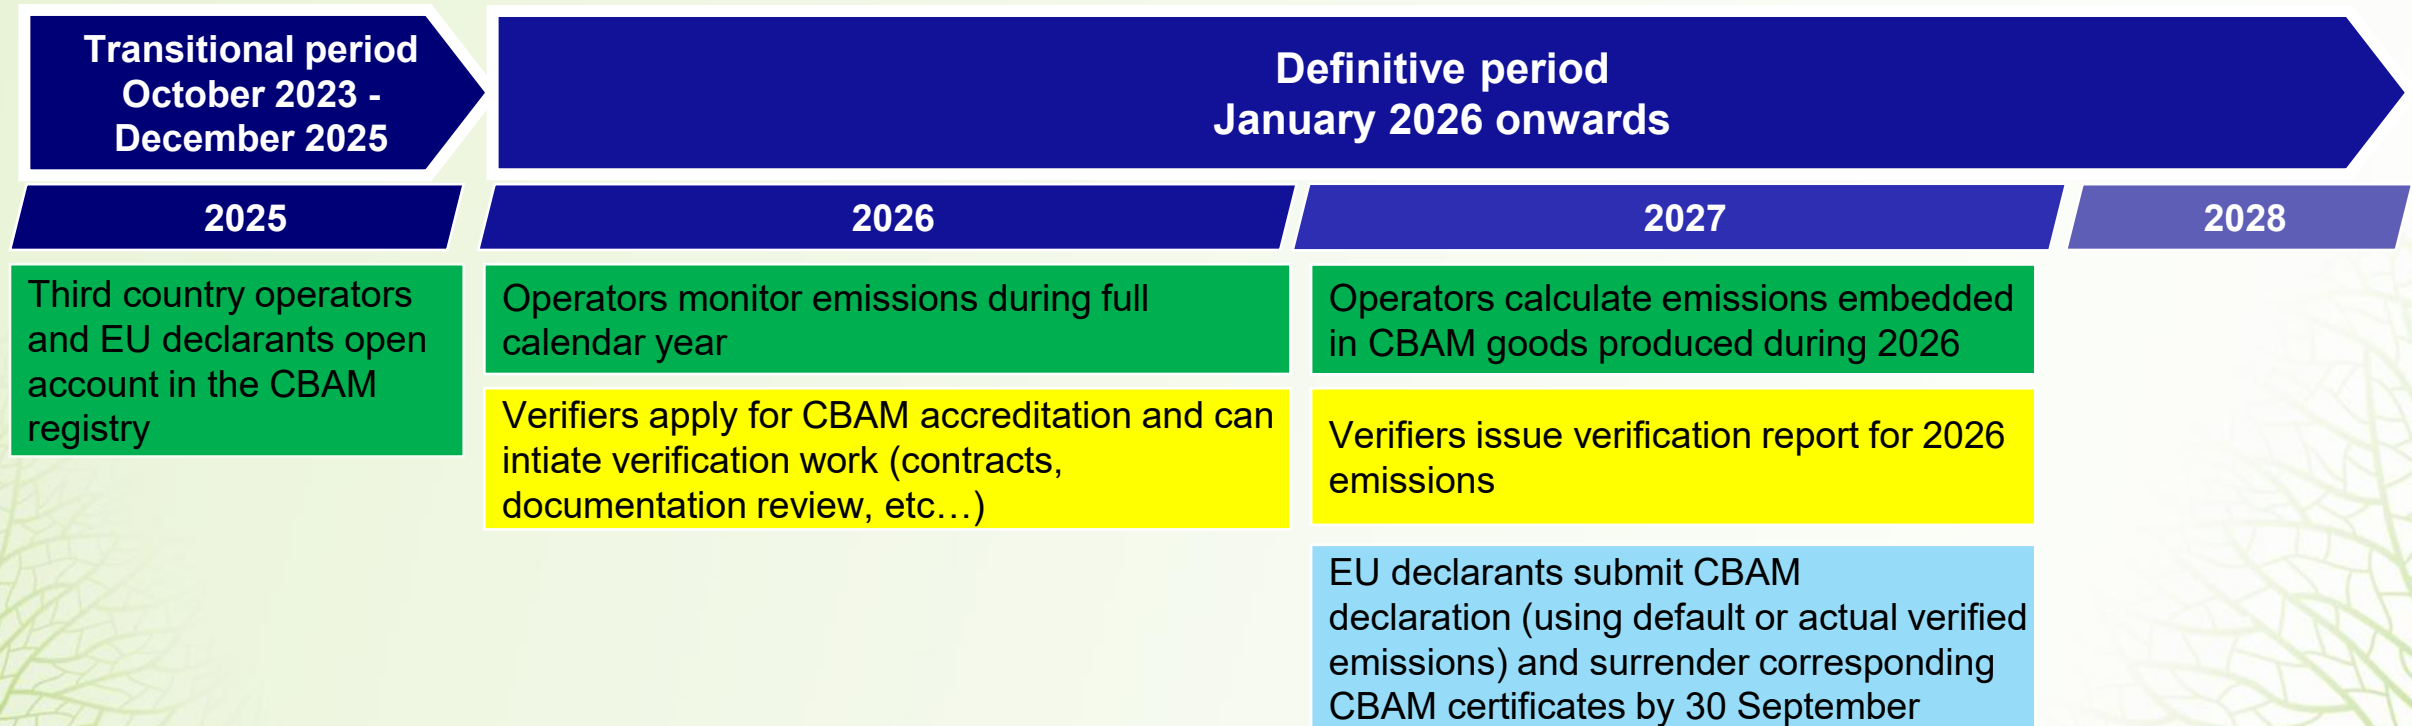 Transitional period
October 2023 -
December 2025
Definitive period
January 2026 onwards
2025
2026
2027
2028
Third country operators
and EU declarants open
account in the CBAM
registry
Operators monitor emissions during full
calendar year
Verifiers apply for CBAM accreditation and can
intiate verification work (contracts,
documentation review, etc…)
Operators calculate emissions embedded
in CBAM goods produced during 2026
Verifiers issue verification report for 2026
emissions
EU declarants submit CBAM
declaration (using default or actual verified
emissions) and surrender corresponding
CBAM certificates by 30 September